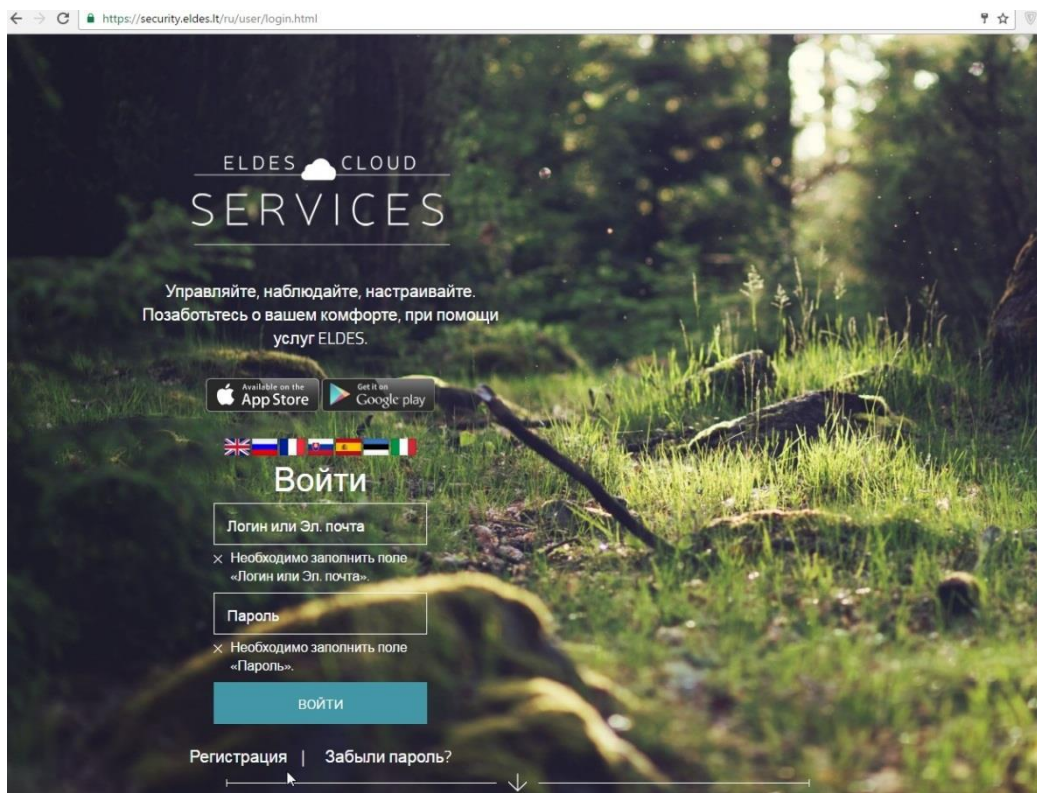 https://security.eldes.lt/ru/user/login.html
ELDES CLOUD
SERVICES
Управляйте, наблюдайте, настраивайте.
Позаботьтесь о вашем комфорте, при помощи
услуг ELDES.
Available on the
App Store
Get it on
Google play
Войти
Логин или Эл. почта
× Необходимо заполнить поле
«Логин или Эл. почта».
Пароль
× Необходимо заполнить поле
«Пароль».
ВОЙТИ
Регистрация | Забыли пароль?